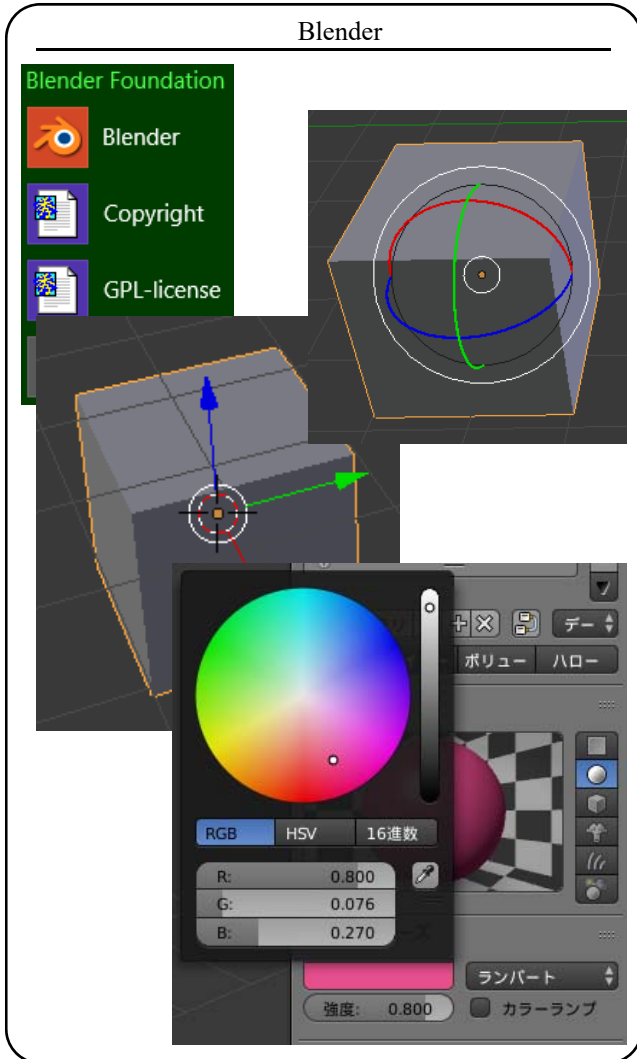 Blender
Blender Foundation
Blender
Copyright
GPL-license
デー
ボリュー
ハロー
RGB
HSV
16進数
R: 0.800
G: 0.076
B: 0.270
ズ
ランバート
強度: 0.800
カラーランプ